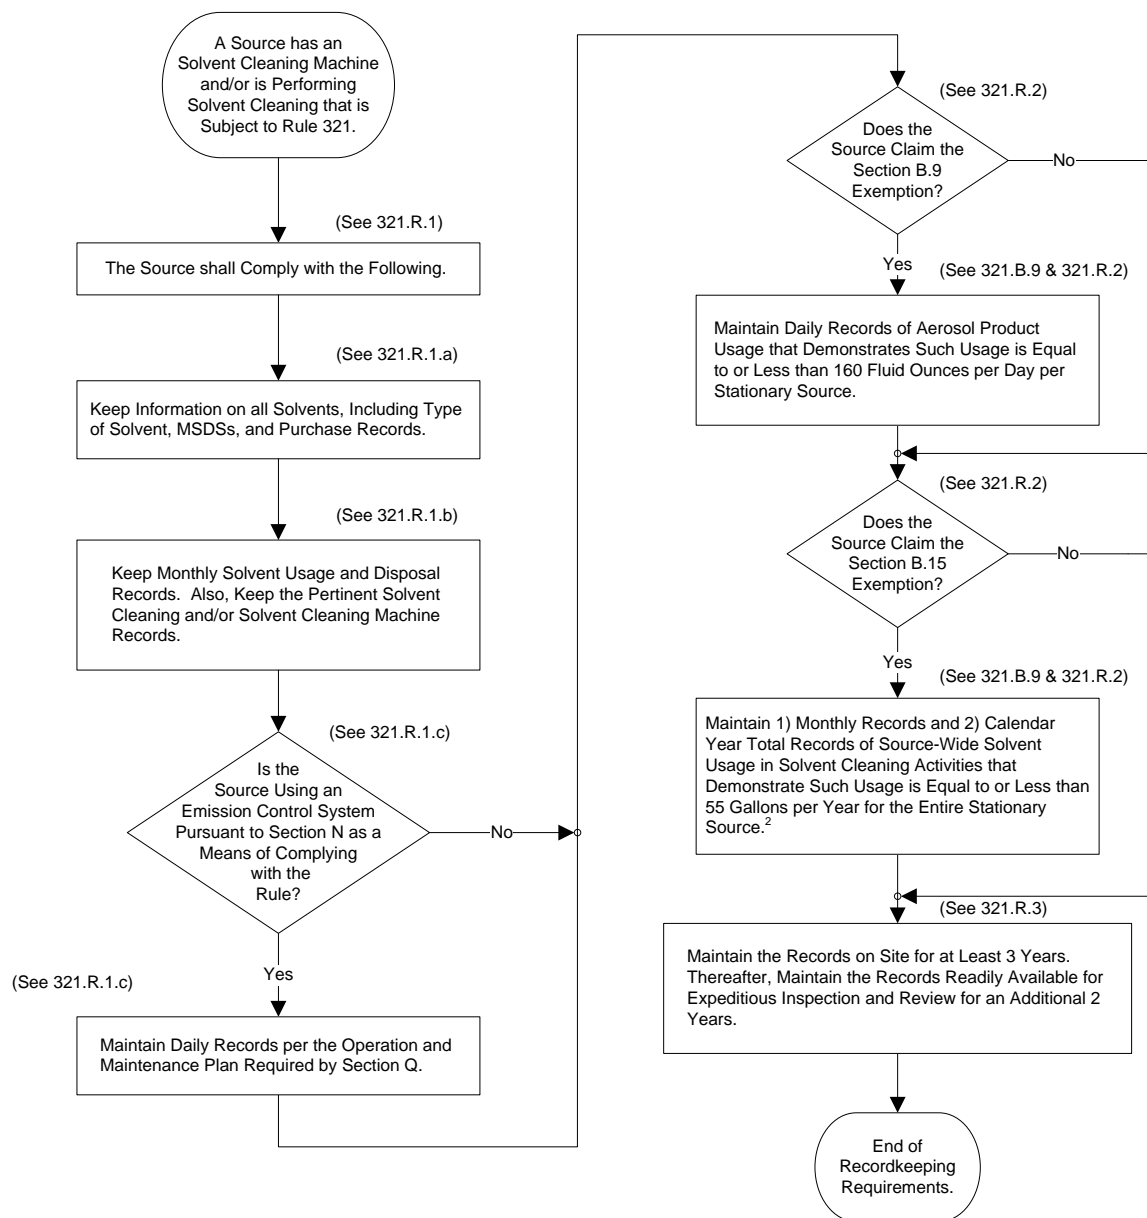 A Source has an
Solvent Cleaning Machine
and/or is Performing
Solvent Cleaning that is
Subject to Rule 321.
(See 321.R.1)
The Source shall Comply with the Following.
(See 321.R.1.a)
Keep Information on all Solvents, Including Type
of Solvent, MSDSs, and Purchase Records.
(See 321.R.1.b)
Keep Monthly Solvent Usage and Disposal
Records.  Also, Keep the Pertinent Solvent
Cleaning and/or Solvent Cleaning Machine
Records.
(See 321.R.1.c)
Is the
Source Using an
Emission Control System
Pursuant to Section N as a
Means of Complying
with the
Rule?
No
Yes
(See 321.R.1.c)
Maintain Daily Records per the Operation and
Maintenance Plan Required by Section Q.
(See 321.R.2)
Does the
Source Claim the
Section B.9
Exemption?
No
Yes
(See 321.B.9 & 321.R.2)
Maintain Daily Records of Aerosol Product
Usage that Demonstrates Such Usage is Equal
to or Less than 160 Fluid Ounces per Day per
Stationary Source.
(See 321.R.2)
Does the
Source Claim the
Section B.15
Exemption?
No
Yes
(See 321.B.9 & 321.R.2)
Maintain 1) Monthly Records and 2) Calendar
Year Total Records of Source-Wide Solvent
Usage in Solvent Cleaning Activities that
Demonstrate Such Usage is Equal to or Less than
55 Gallons per Year for the Entire Stationary
Source.²
(See 321.R.3)
Maintain the Records on Site for at Least 3 Years.
Thereafter, Maintain the Records Readily Available for
Expeditious Inspection and Review for an Additional 2
Years.
End of
Recordkeeping
Requirements.